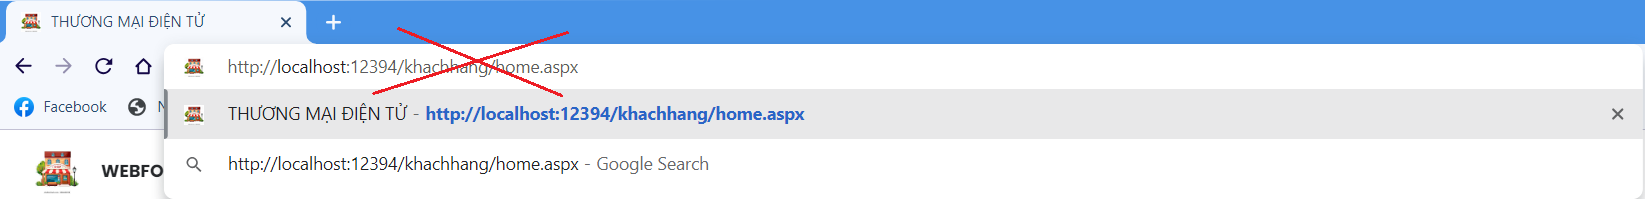 THƯƠNG MẠI ĐIỆN TỬ
http://localhost:12394/khachhang/home.aspx
Facebook
THƯƠNG MẠI ĐIỆN TỬ - http://localhost:12394/khachhang/home.aspx
WEBFO
http://localhost:12394/khachhang/home.aspx - Google Search